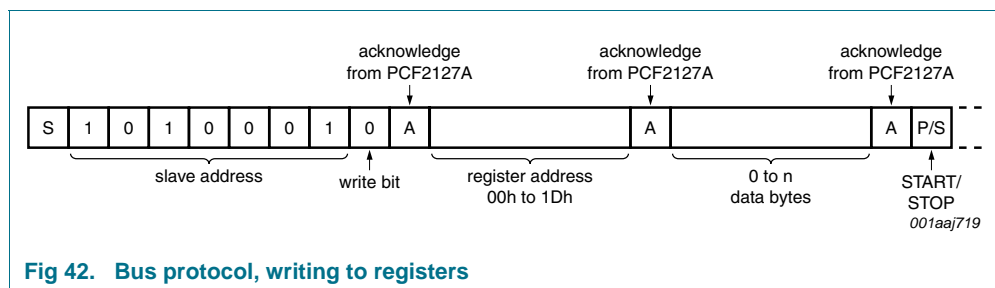 acknowledge acknowledge acknowledge
from PCF2127A from PCF2127A from PCF2127A
S 1 0 1 0 0 0 1 0 A A A P/S
slave address write bit register address 0 to n START/
00h to 1Dh data bytes STOP
001aaj719
Fig 42. Bus protocol, writing to registers